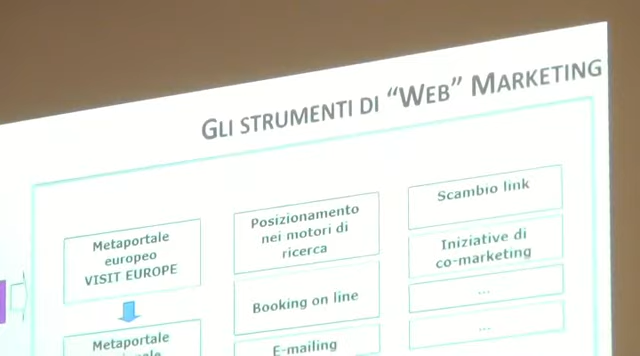 GLI STRUMENTI DI "WEB" MARKETING
Metaportale
europeo
VISIT EUROPE
Metaportale
Posizionamento
nei motori di
ricerca
Booking on line
E-mailing
Scambio link
Iniziative di
co-marketing
...
...